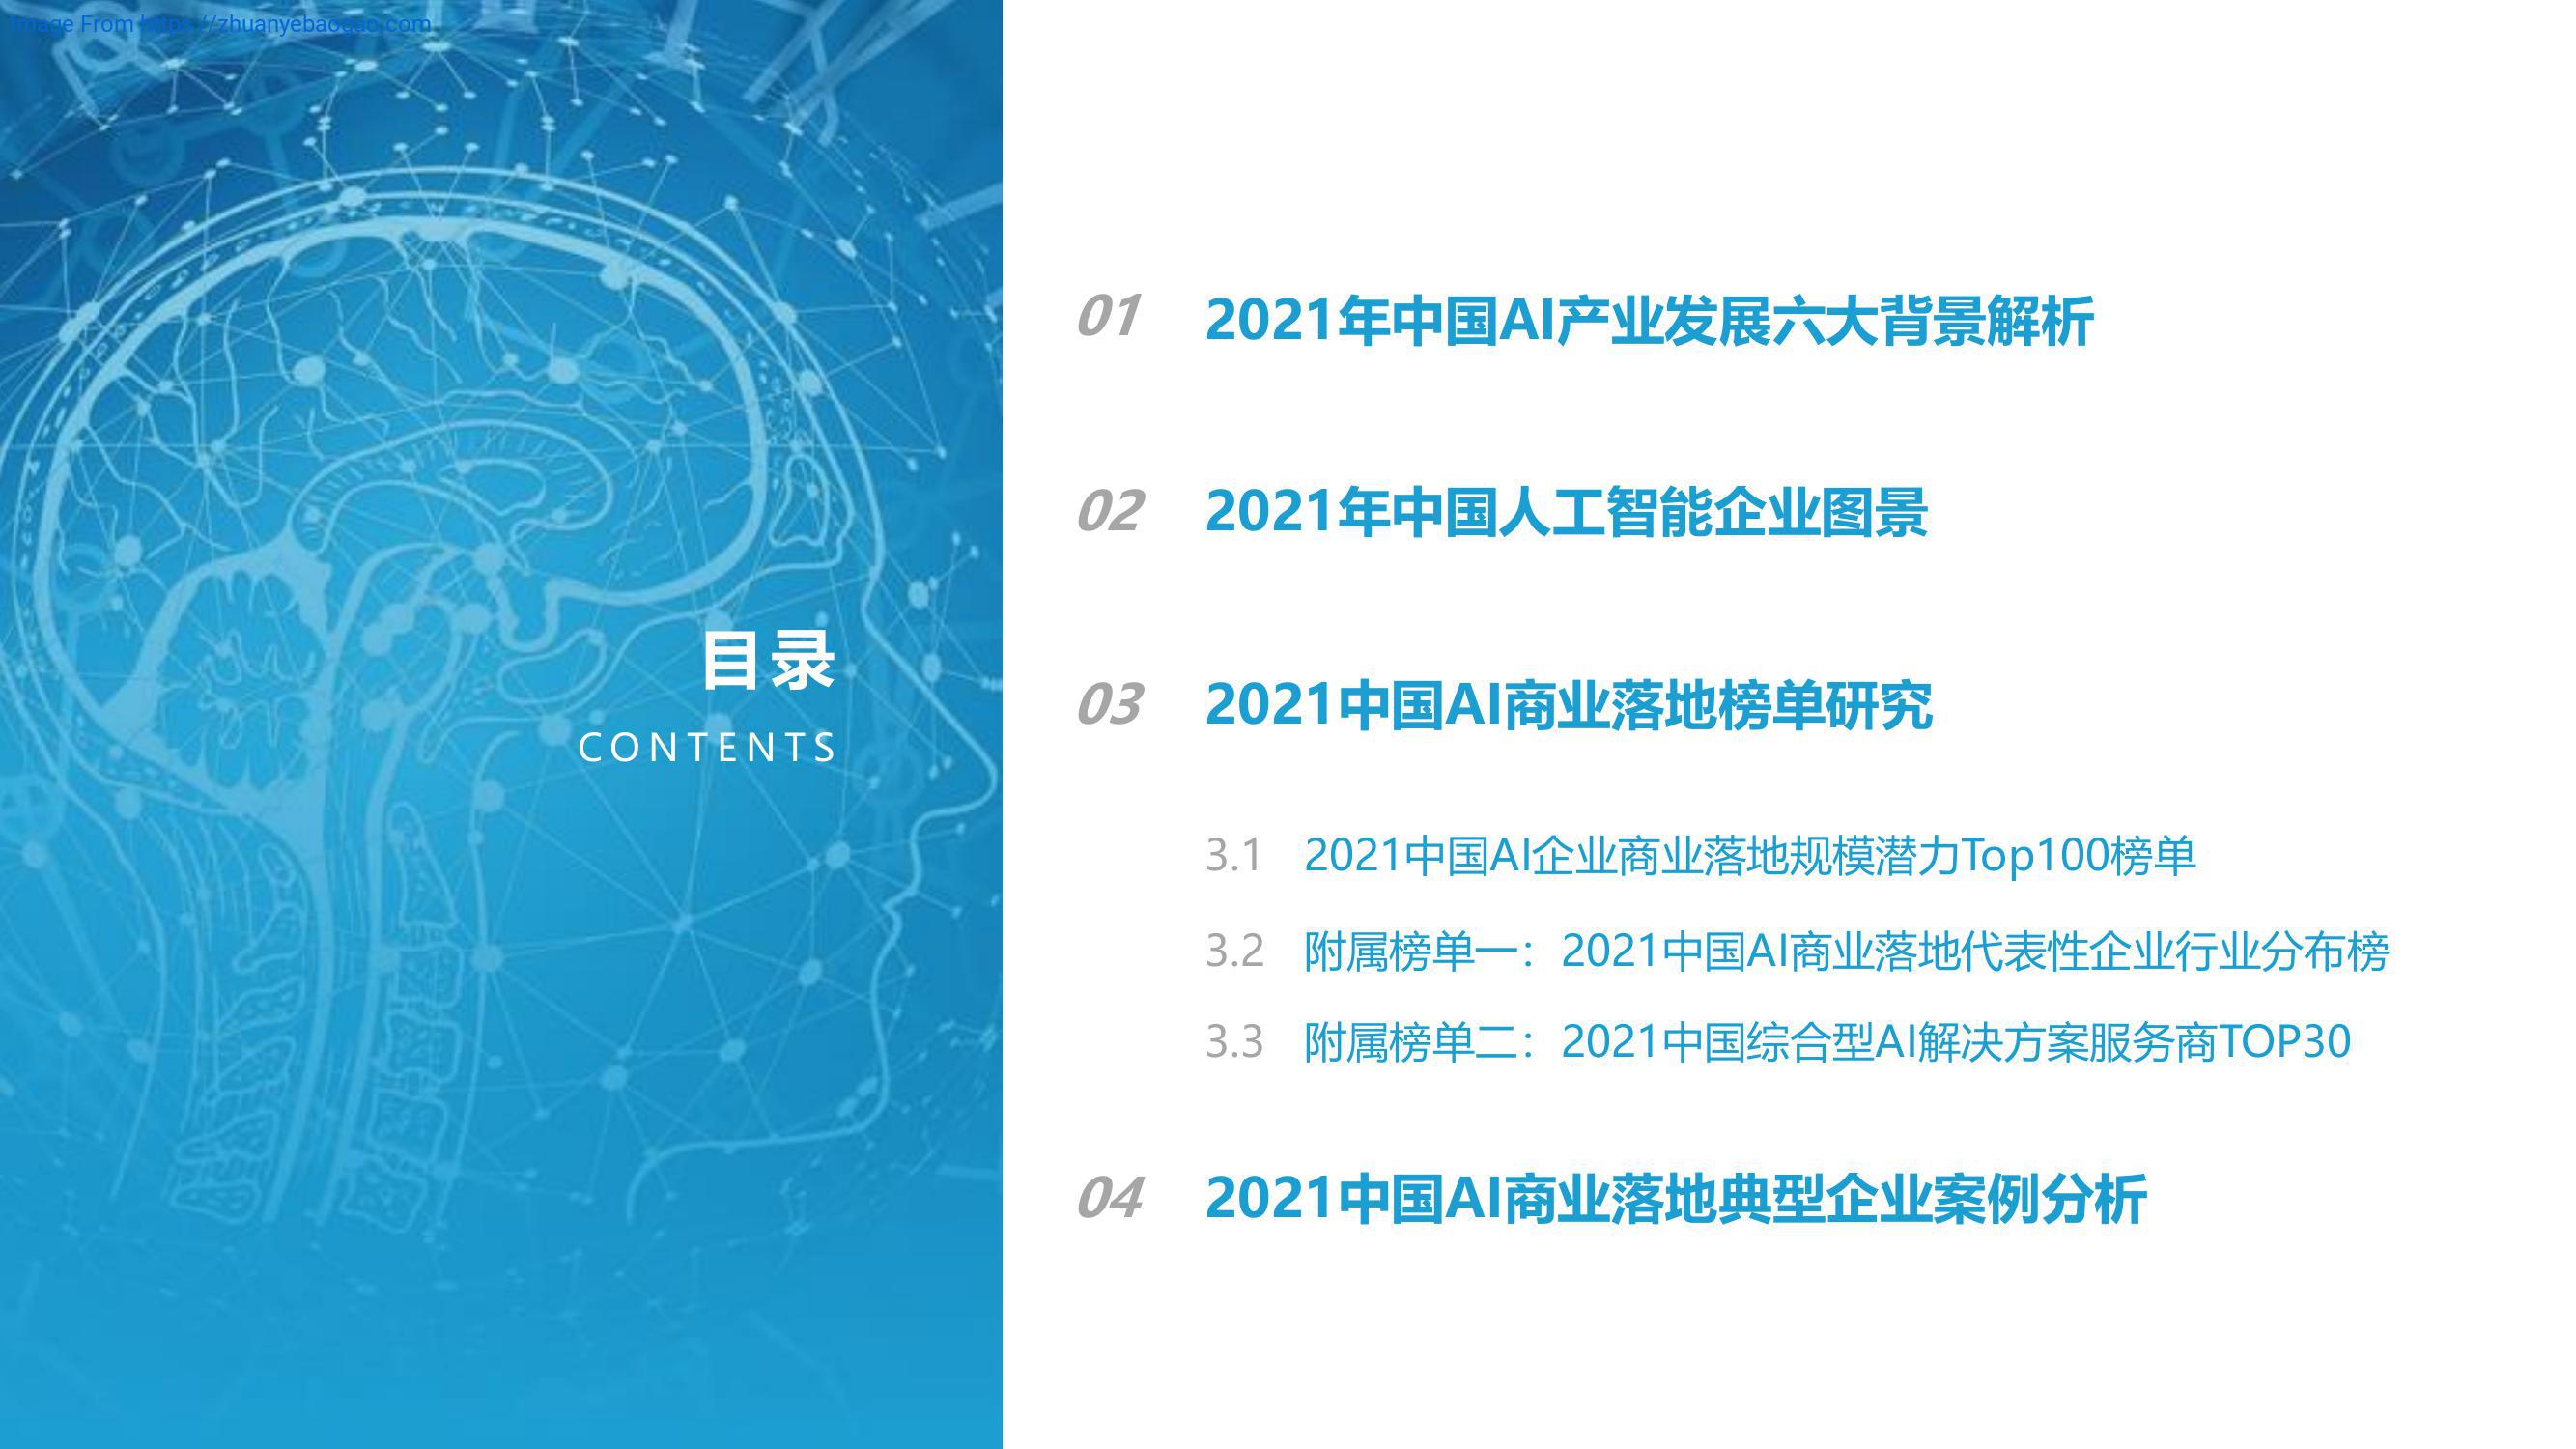 Image From https://zhuanyebaogao.com
目录
CONTENTS
01 2021年中国AI产业发展六大背景解析
02 2021年中国人工智能企业图景
03 2021中国AI商业落地榜单研究
3.1 2021中国AI企业商业落地规模潜力Top100榜单
3.2 附属榜单一：2021中国AI商业落地代表性企业行业分布榜
3.3 附属榜单二：2021中国综合型AI解决方案服务商TOP30
04 2021中国AI商业落地典型企业案例分析